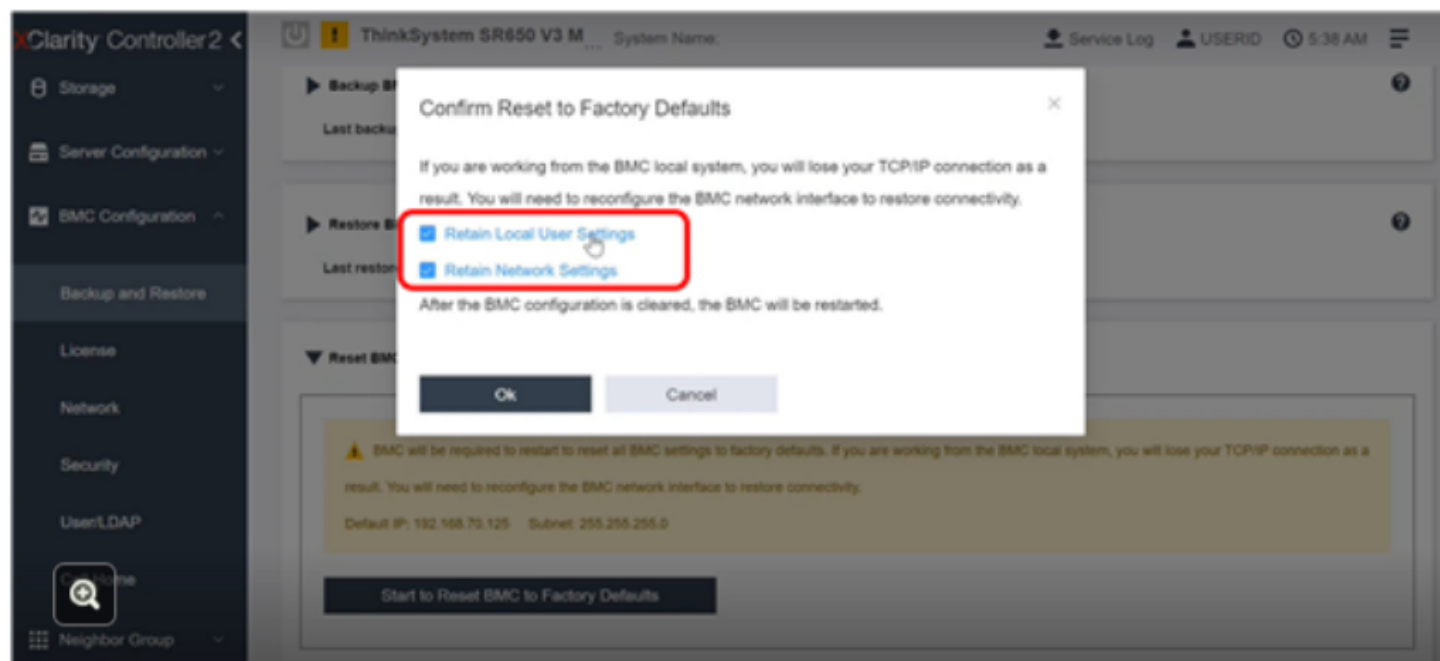 XClarity Controller2
ThinkSystem SR650 V3 M... System Name:
Service Log USERID 5:38 AM
Storage
Server Configuration
BMC Configuration
Backup and Restore
License
Network
Security
User/LDAP
Call Home
Neighbor Group
Backup
Last backu
Restore
Last restor
Reset BMC
Confirm Reset to Factory Defaults
If you are working from the BMC local system, you will lose your TCP/IP connection as a
result. You will need to reconfigure the BMC network interface to restore connectivity.
Retain Local User Settings
Retain Network Settings
After the BMC configuration is cleared, the BMC will be restarted.
Ok
Cancel
BMC will be required to restart to reset all BMC settings to factory defaults. If you are working from the BMC local system, you will lose your TCP/IP connection as a
result. You will need to reconfigure the BMC network interface to restore connectivity.
Default IP: 192.168.70.125 Subnet: 255.255.255.0
Start to Reset BMC to Factory Defaults